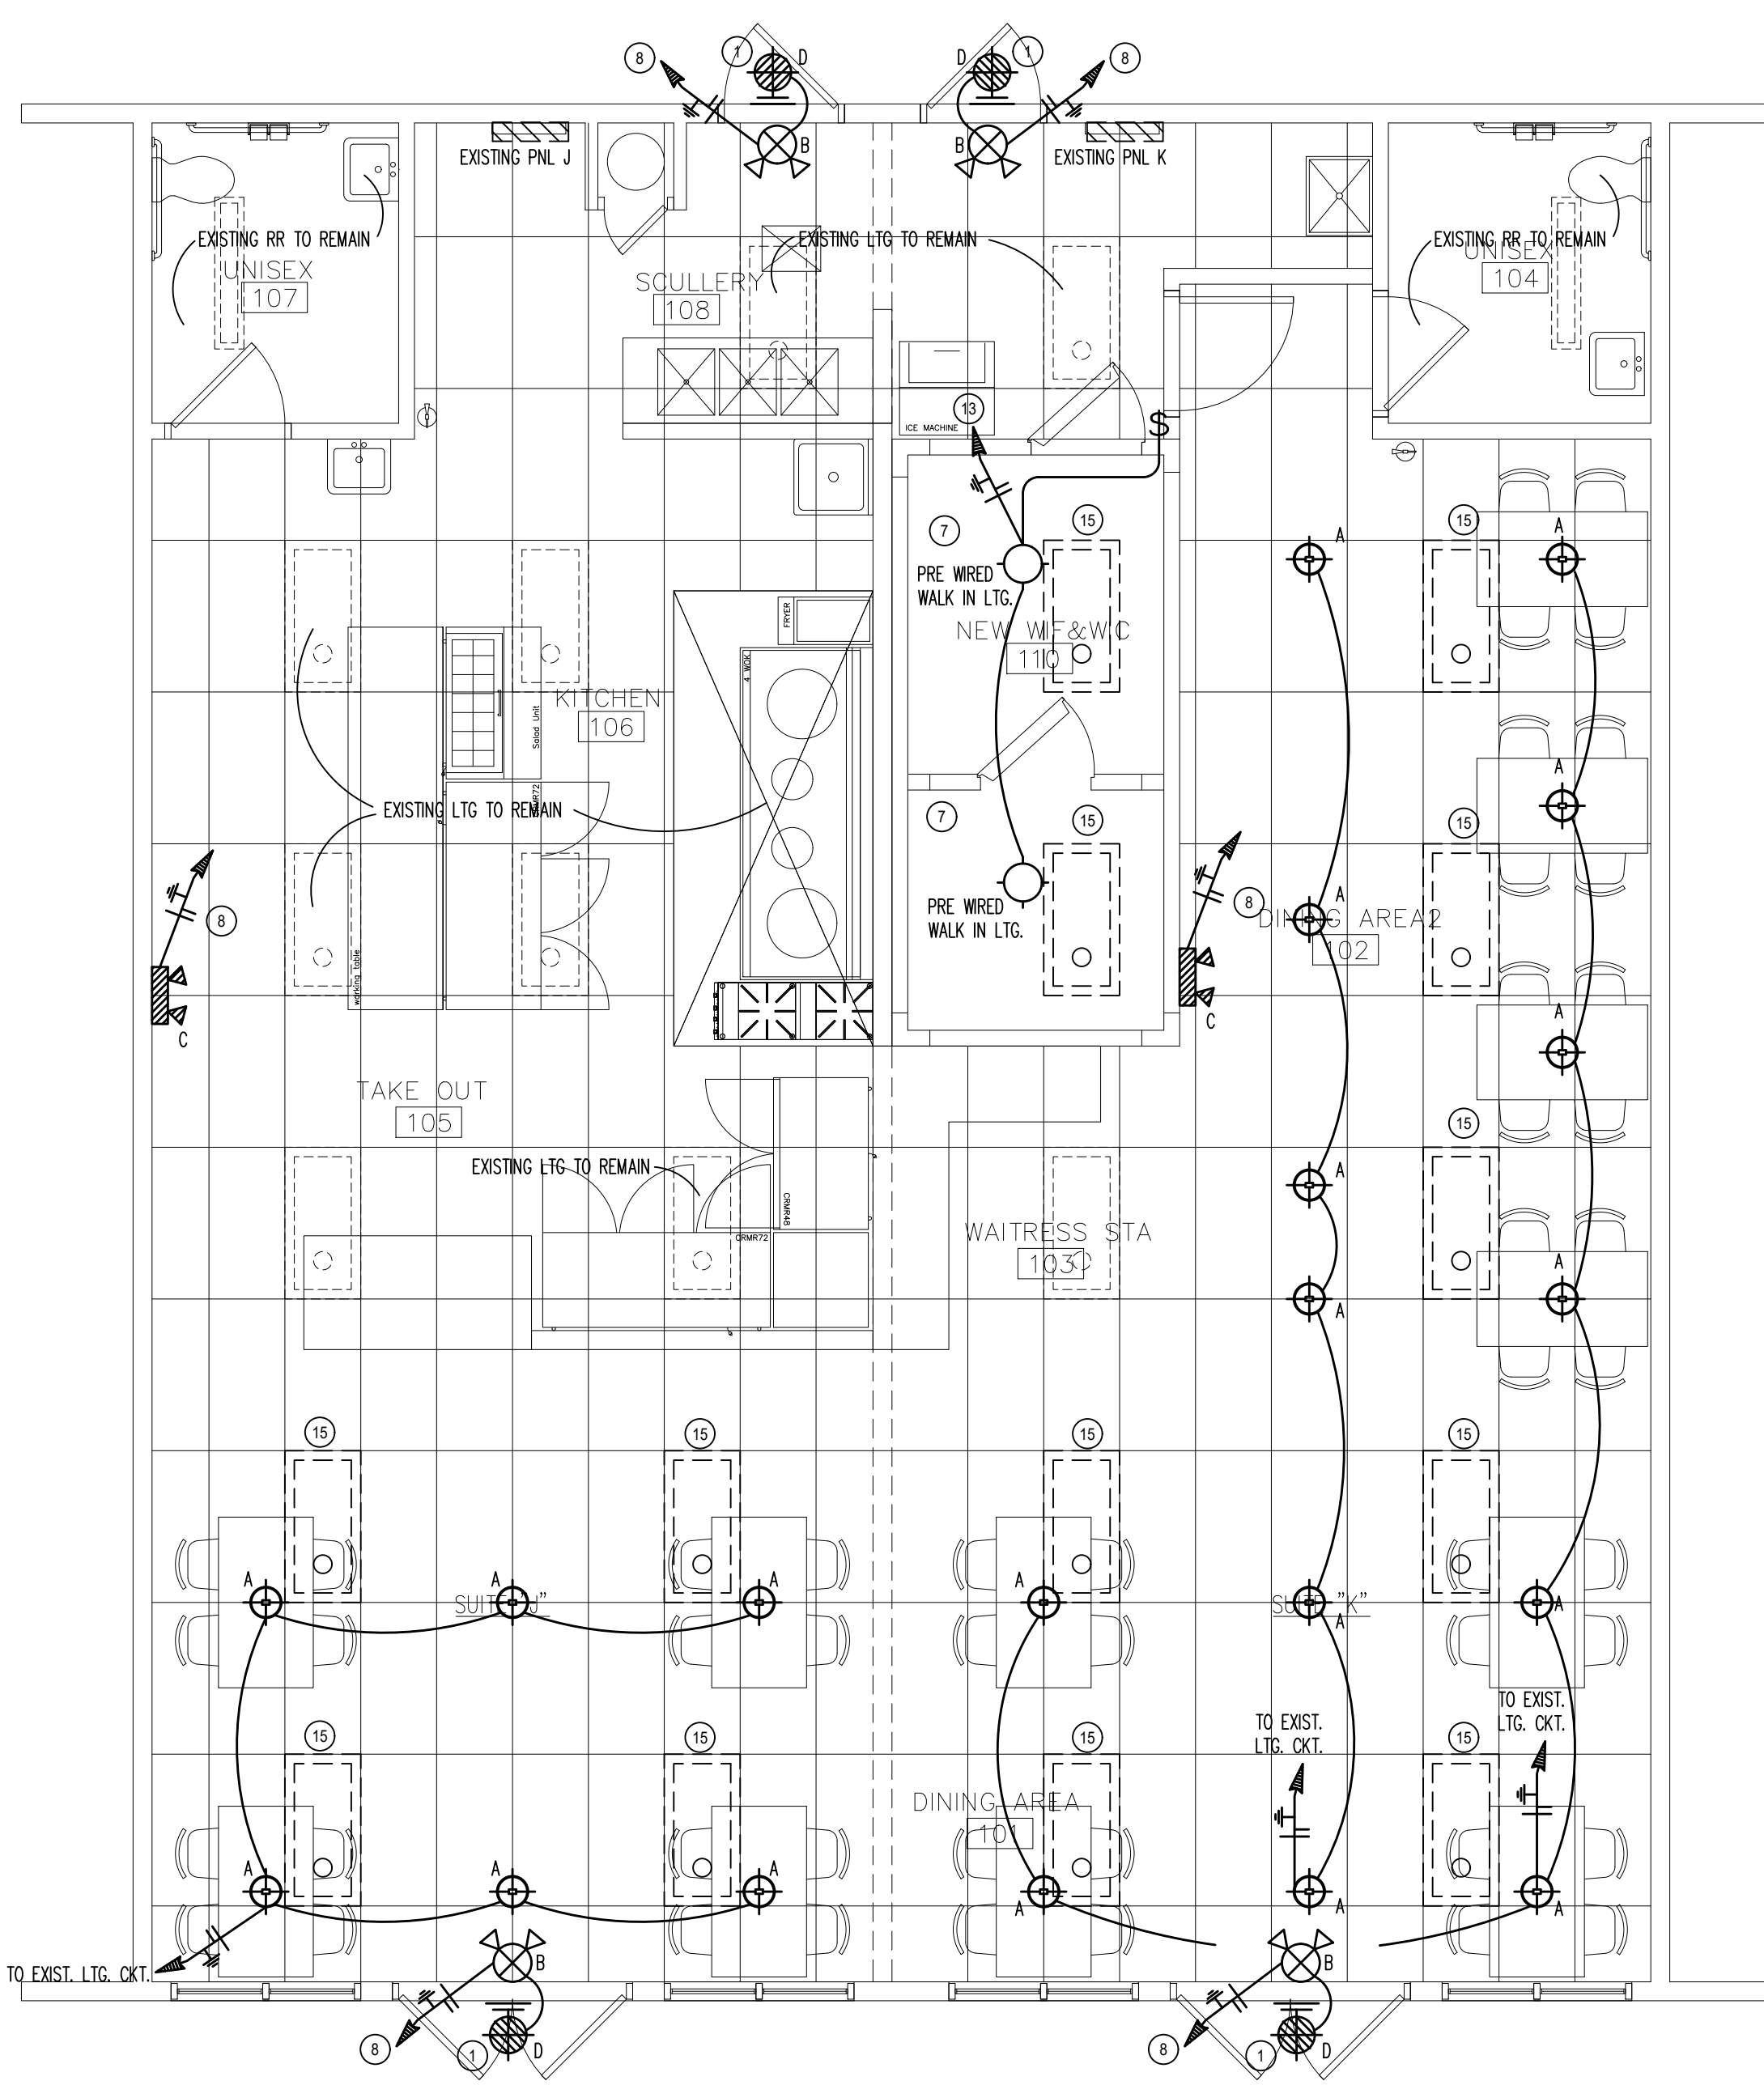 8
1
D
D
1
8
B
B
EXISTING PNL J
EXISTING PNL K
EXISTING RR TO REMAIN
EXISTING LTG TO REMAIN
EXISTING RR TO REMAIN
UNISEX
107
SCULLERY
108
UNISEX
104
13
ICE MACHINE
S
7
15
15
A
A
PRE WIRED
WALK IN LTG.
FRYER
NEW WIF&WIC
110
4 WOK
KITCHEN
106
Salad Unit
A
EXISTING LTG TO REMAIN
CRMR72
7
15
15
8
PRE WIRED
WALK IN LTG.
8
A
DINING AREA2
102
working table
C
C
A
TAKE OUT
105
15
EXISTING LTG TO REMAIN
A
CRMR48
CRMR72
WAITRESS STA
103
A
A
15
15
15
15
A
A
A
A
A
A
SUITE "J"
SUITE "K"
TO EXIST.
LTG. CKT.
TO EXIST.
LTG. CKT.
15
15
15
15
DINING AREA
101
A
A
A
A
A
A
TO EXIST. LTG. CKT.
B
B
8
1
D
8
1
D